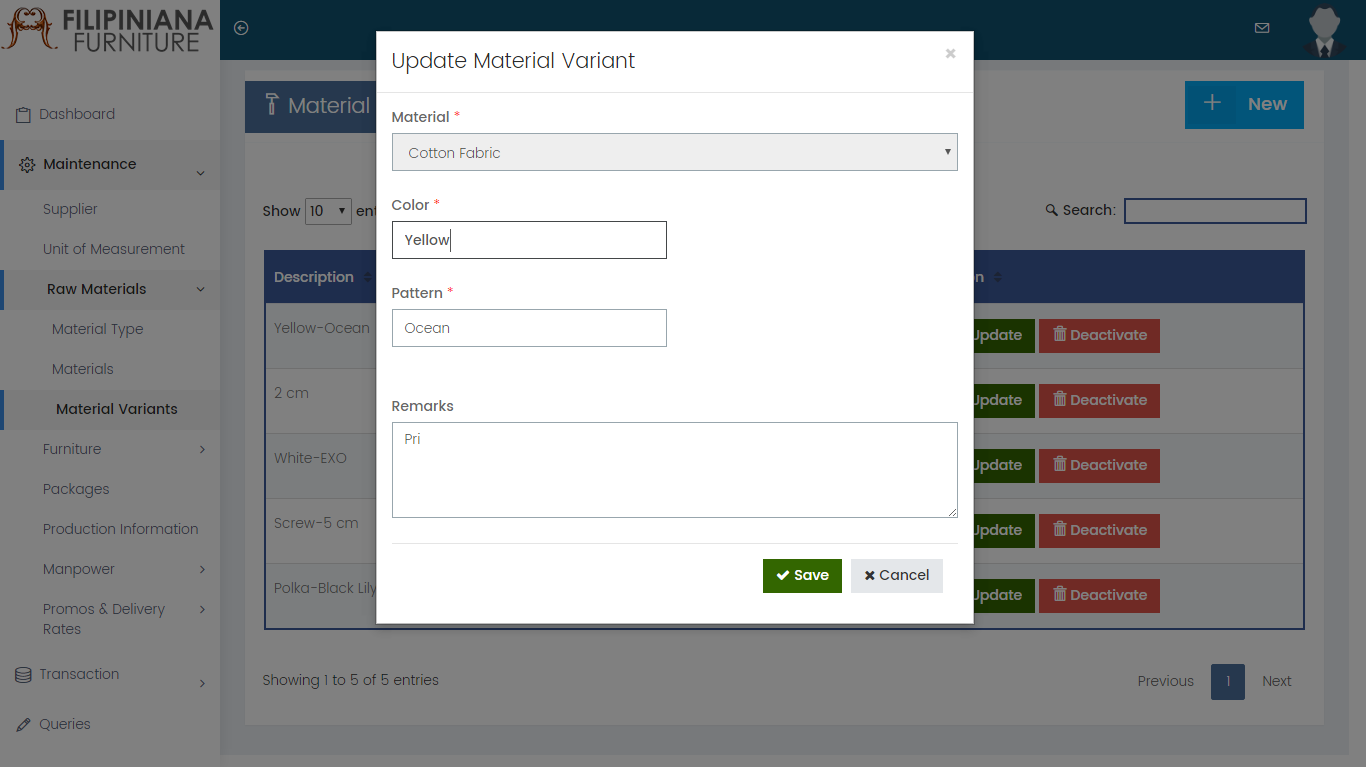 FILIPINIANA
FURNITURE
Dashboard
Maintenance
Supplier
Unit of Measurement
Raw Materials
Material Type
Materials
Material Variants
Furniture
Packages
Production Information
Manpower
Promos & Delivery
Rates
Transaction
Queries
Material
New
Show 10 ent
Search:
Description
n
Yellow-Ocean
Update Deactivate
2 cm
Update Deactivate
White-EXO
Update Deactivate
Screw-5 cm
Update Deactivate
Polka-Black Lily
Update Deactivate
Showing 1 to 5 of 5 entries
Previous 1 Next
Update Material Variant
×
Material *
Cotton Fabric
Color *
Yellow
Pattern *
Ocean
Remarks
Pri
Save Cancel